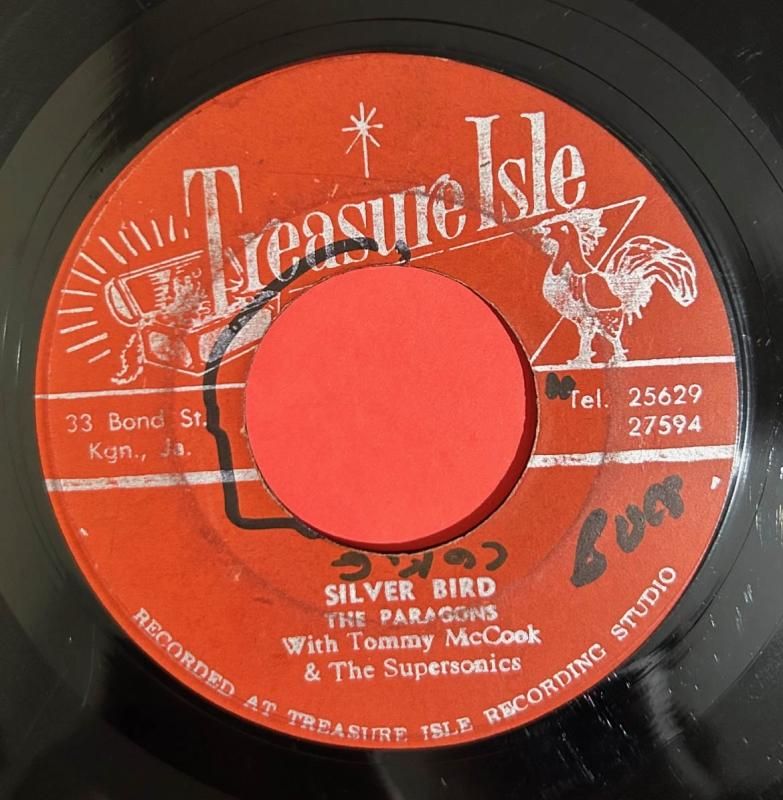 Treasure Isle
33 Bond St.
Kgn., Ja.
Tel. 25629
27594
SILVER BIRD
THE PARAGONS
With Tommy McCook
& The Supersonics
RECORDED AT TREASURE ISLE RECORDING STUDIO